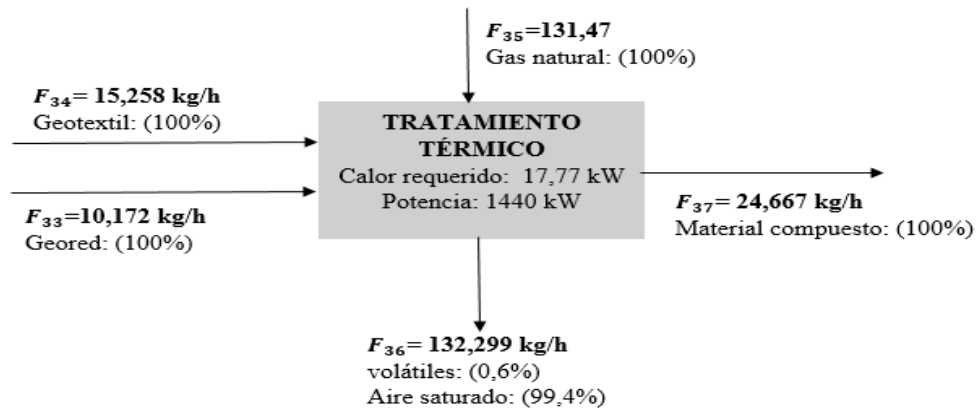 F35=131,47
Gas natural: (100%)
F34= 15,258 kg/h
Geotextil: (100%)
TRATAMIENTO
TÉRMICO
Calor requerido: 17,77 kW
Potencia: 1440 kW
F33=10,172 kg/h
Geored: (100%)
F37= 24,667 kg/h
Material compuesto: (100%)
F36= 132,299 kg/h
volátiles: (0,6%)
Aire saturado: (99,4%)